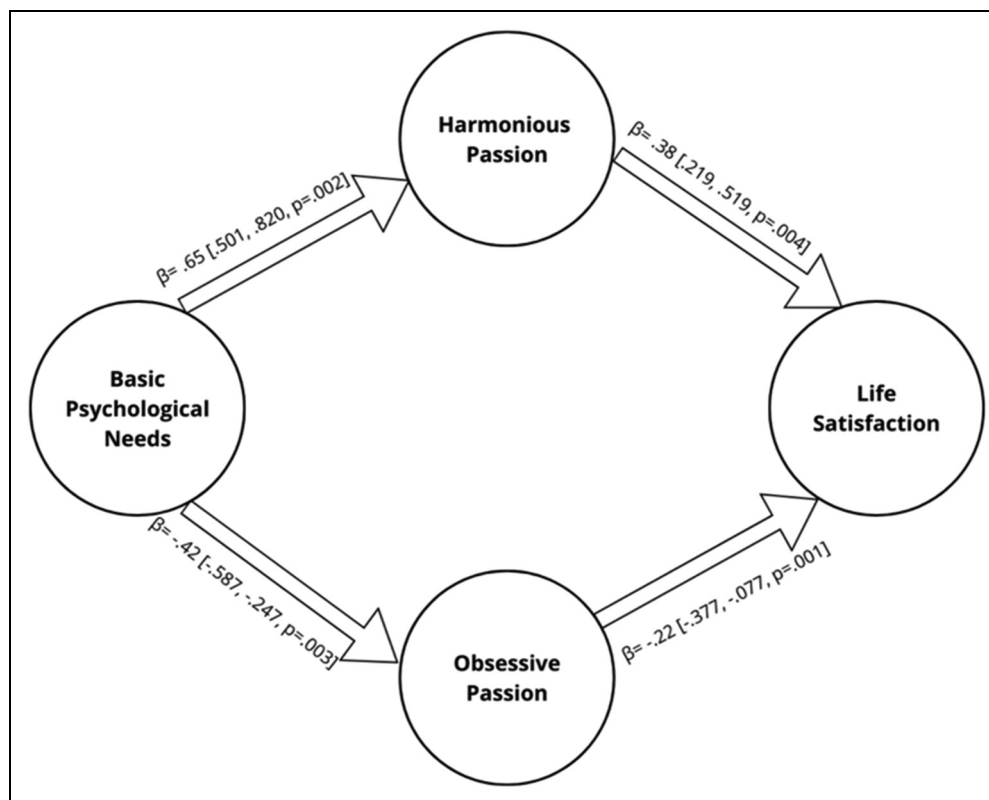 Harmonious
Passion
β= .38 [.219, .519, p=.004]
β= .65 [.501, .820, p=.002]
Basic
Psychological
Needs
Life
Satisfaction
β= -.42 [-.587, -.247, p=.003]
β= -.22 [-.377, -.077, p=.001]
Obsessive
Passion